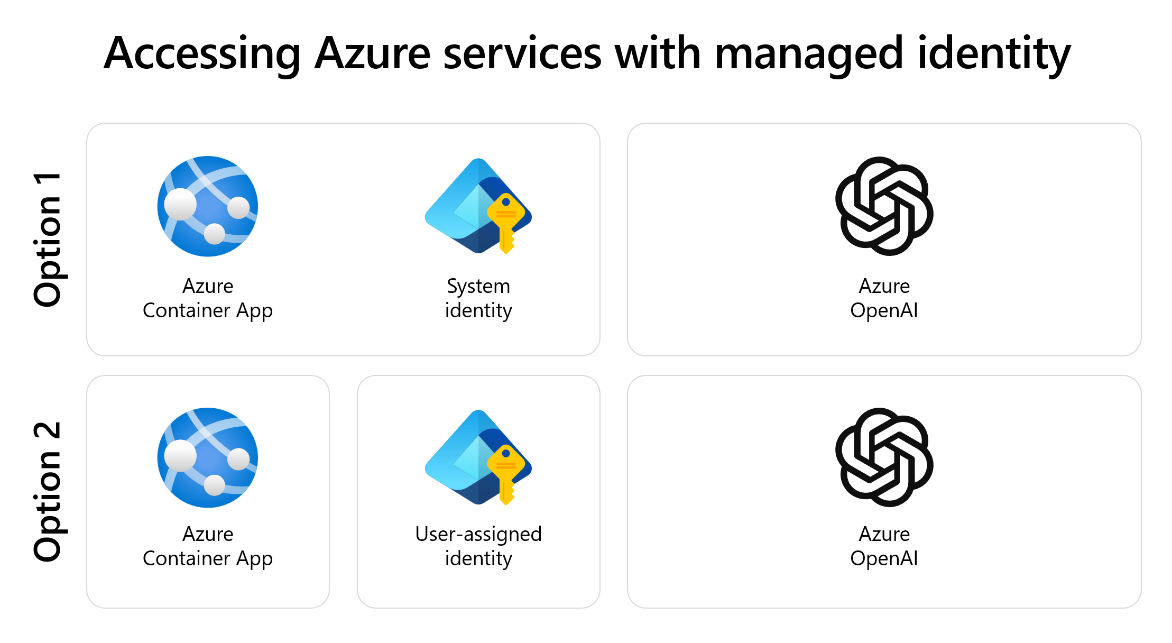 Accessing Azure services with managed identity
Option 1
Azure
Container App
System
identity
Azure
OpenAI
Option 2
Azure
Container App
User-assigned
identity
Azure
OpenAI